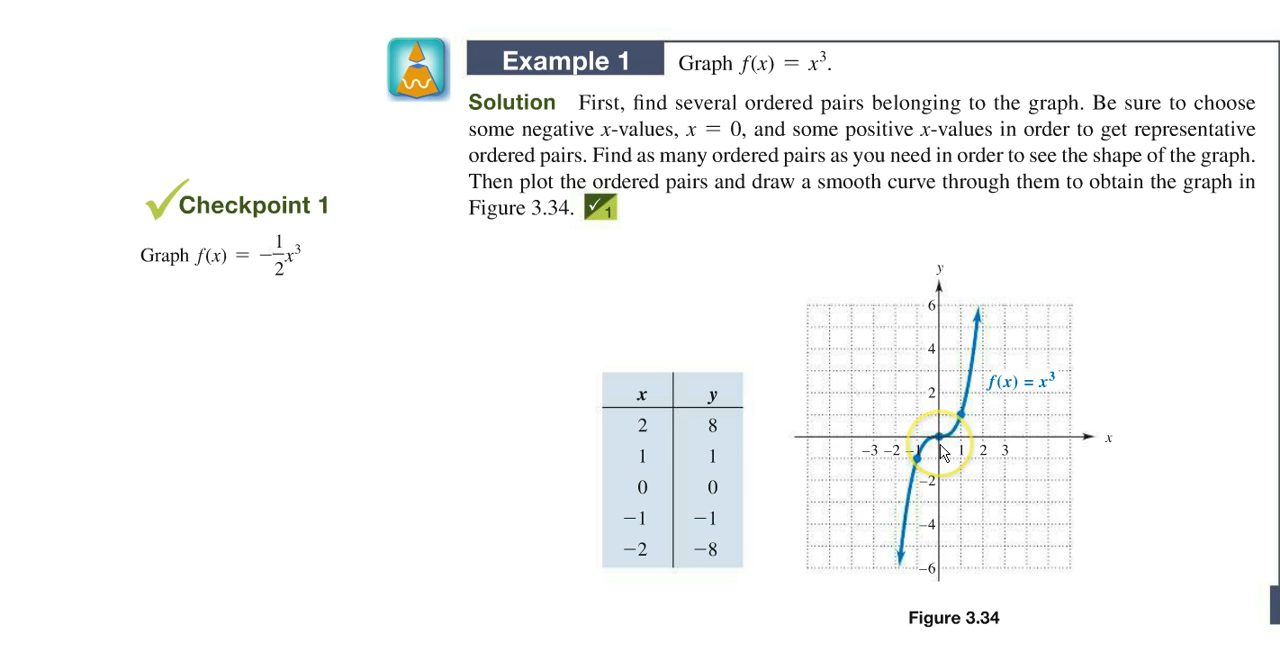 Example 1 Graph f(x) = x³.
Solution First, find several ordered pairs belonging to the graph. Be sure to choose
some negative x-values, x = 0, and some positive x-values in order to get representative
ordered pairs. Find as many ordered pairs as you need in order to see the shape of the graph.
Then plot the ordered pairs and draw a smooth curve through them to obtain the graph in
Figure 3.34. ✓1
✓Checkpoint 1
Graph f(x) = −1/2x³
x y
2 8
1 1
0 0
−1 −1
−2 −8
y
6
4
f(x) = x³
2
x
−3 −2 −1 1 2 3
−2
−4
−6
Figure 3.34